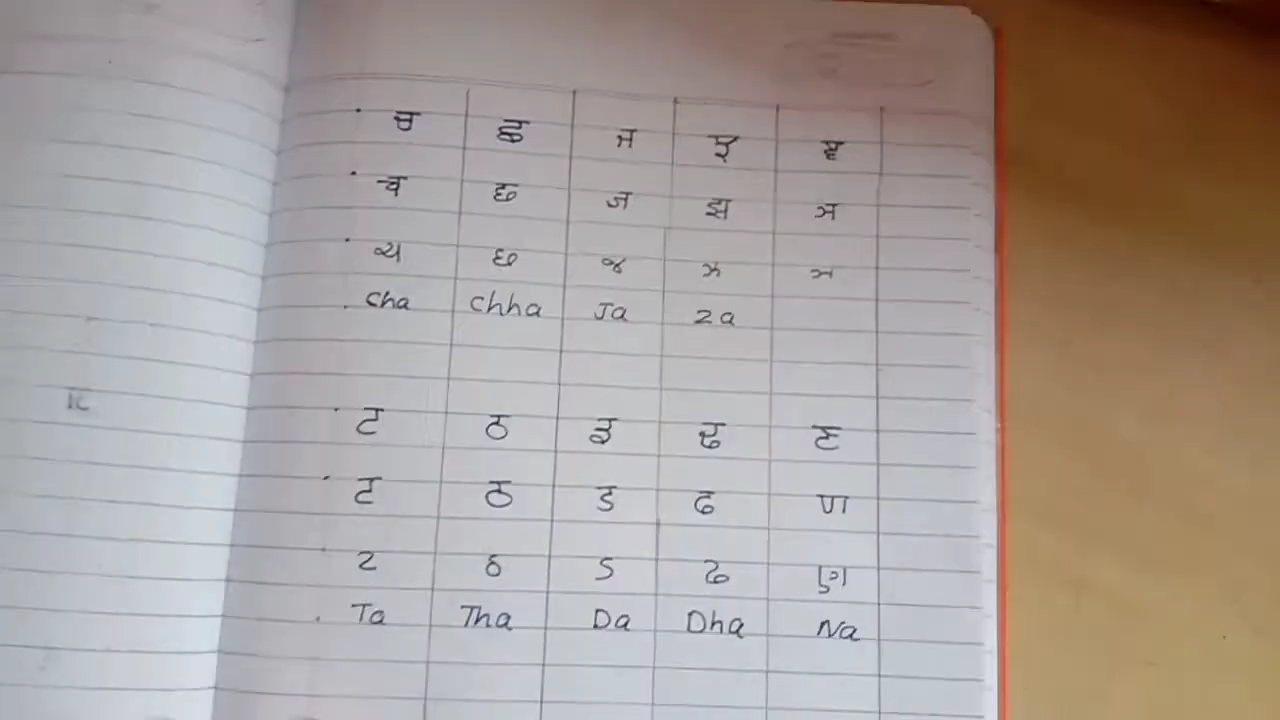 ਚ ਛ ਜ ਝ ਞ
च छ ज झ ञ
ચ છ જ ઝ ઞ
cha chha Ja za
ਟ ਠ ਡ ਢ ਣ
ट ठ ड ढ ण
ટ ઠ ડ ઢ ણ
Ta Tha Da Dha Na